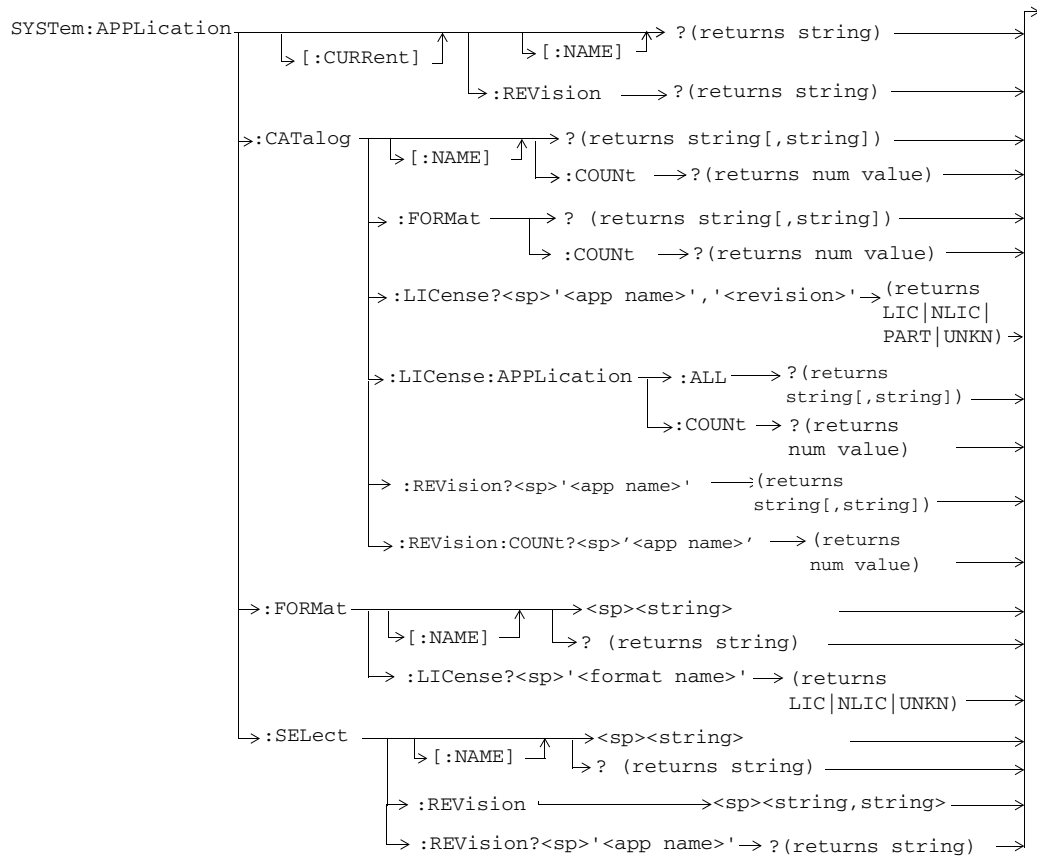 SYSTem:APPLication
[:CURRent] [:NAME] ?(returns string)
:REVision ?(returns string)
:CATalog [:NAME] ?(returns string[,string])
:COUNt ?(returns num value)
:FORMat ? (returns string[,string])
:COUNt ?(returns num value)
:LICense?<sp>'<app name>','<revision>' (returns
LIC|NLIC|
PART|UNKN)
:LICense:APPLication :ALL ?(returns
string[,string])
:COUNt ?(returns
num value)
:REVision?<sp>'<app name>' (returns
string[,string])
:REVision:COUNt?<sp>’<app name>’ (returns
num value)
:FORMat <sp><string>
[:NAME] ? (returns string)
:LICense?<sp>'<format name>' (returns
LIC|NLIC|UNKN)
:SELect <sp><string>
[:NAME] ? (returns string)
:REVision <sp><string,string>
:REVision?<sp>'<app name>' ?(returns string)